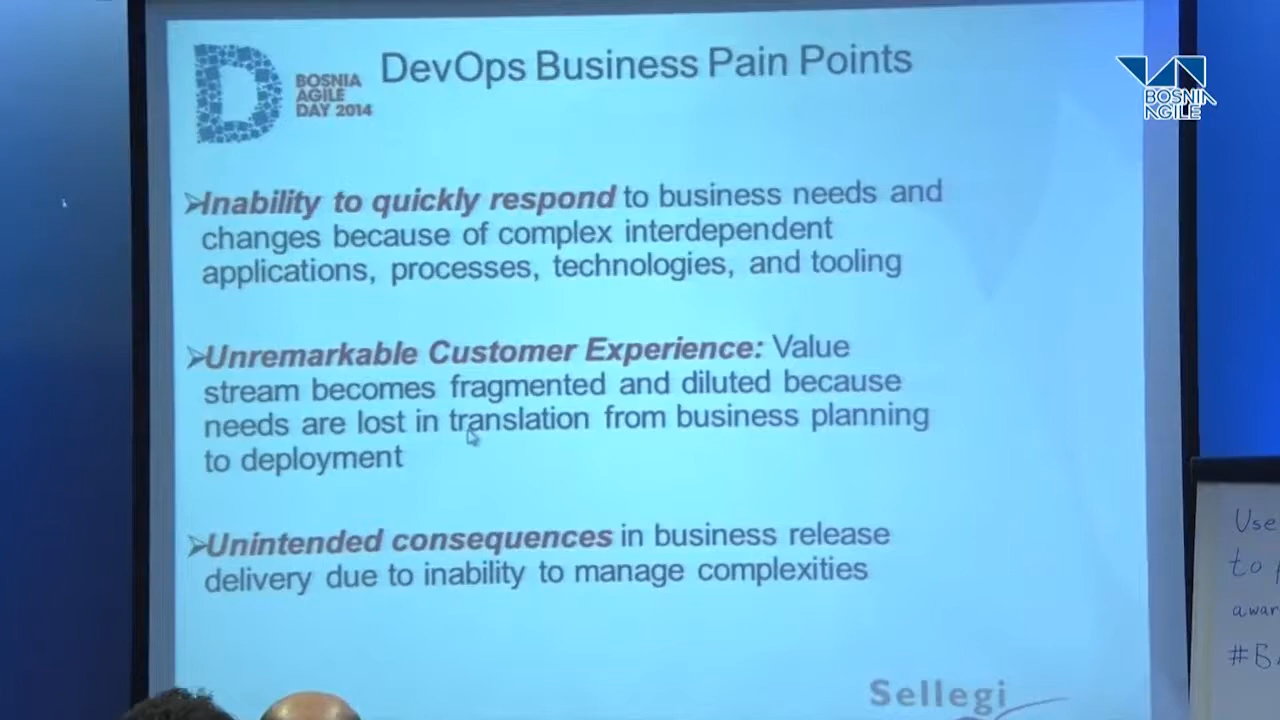 DevOps Business Pain Points
BOSNIA
AGILE
DAY 2014
BOSNIA
AGILE
➢Inability to quickly respond to business needs and
changes because of complex interdependent
applications, processes, technologies, and tooling
➢Unremarkable Customer Experience: Value
stream becomes fragmented and diluted because
needs are lost in translation from business planning
to deployment
➢Unintended consequences in business release
delivery due to inability to manage complexities
Sellegi
Use
to